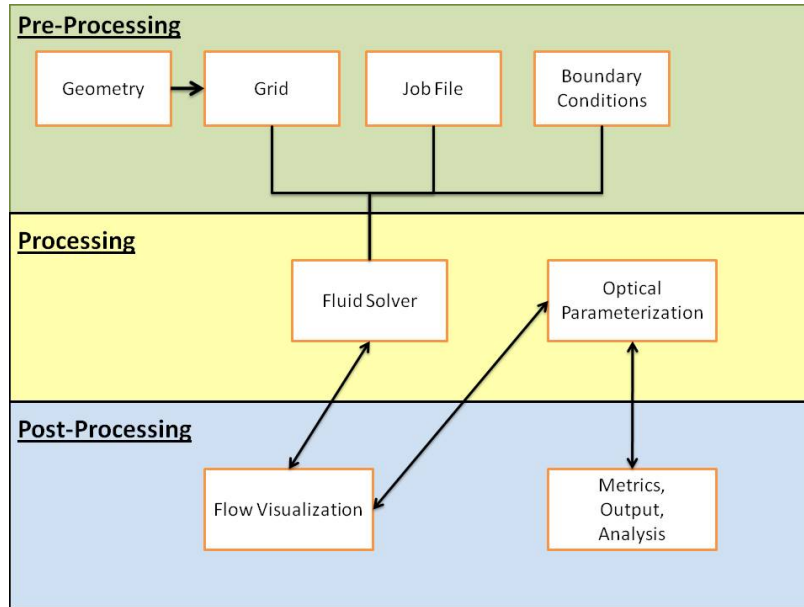 Pre-Processing
Geometry
Grid
Job File
Boundary
Conditions
Processing
Fluid Solver
Optical
Parameterization
Post-Processing
Flow Visualization
Metrics,
Output,
Analysis